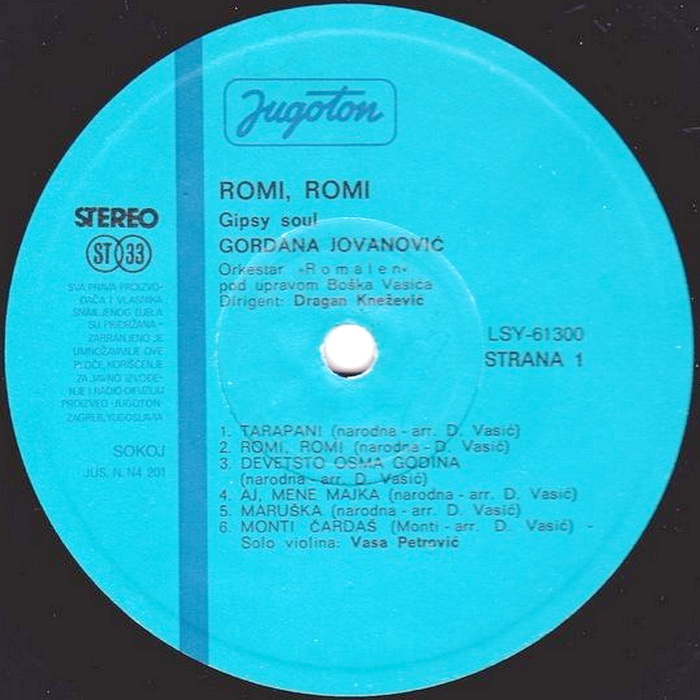 Jugoton
ROMI, ROMI
Gipsy soul
GORDANA JOVANOVIĆ
Orkestar »Romalen«
pod upravom Boška Vasića
Dirigent: Dragan Knežević
STEREO
ST 33
SVA PRAVA PROIZVO-
ĐAČA I VLASNIKA
SNIMLJENOG DJELA
SU PRIDRŽANA -
ZABRANJENO JE
UMNOŽAVANJE OVE
PLOČE, KORIŠĆENJE
ZA JAVNO IZVOĐE-
NJE I RADIO-DIFUZIJU
PROIZVEO-JUGOTON-
ZAGREB, YUGOSLAVIA
SOKOJ
JUS. N. N4 201
LSY-61300
STRANA 1
1. TARAPANI (narodna - arr. D. Vasić)
2. ROMI, ROMI (narodna - arr. D. Vasić)
3. DEVETSTO OSMA GODINA
(narodna - arr. D. Vasić)
4. AJ, MENE MAJKA (narodna - arr. D. Vasić)
5. MARUŠKA (narodna - arr. D. Vasić)
6. MONTI ČARDAŠ (Monti - arr. D. Vasić) -
Solo violina: Vasa Petrović